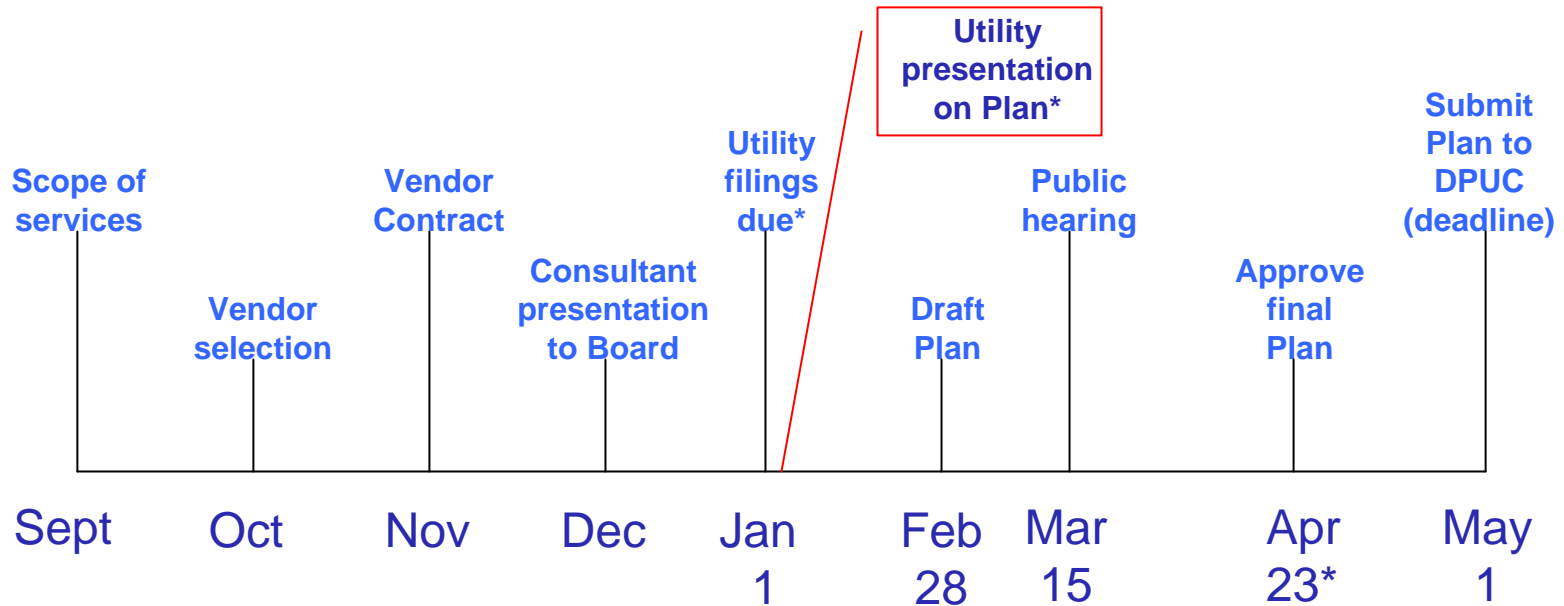 Scope of
services
Vendor
selection
Vendor
Contract
Consultant
presentation
to Board
Utility
filings
due*
Utility
presentation
on Plan*
Draft
Plan
Public
hearing
Approve
final
Plan
Submit
Plan to
DPUC
(deadline)
Sept
Oct
Nov
Dec
Jan
1
Feb
28
Mar
15
Apr
23*
May
1